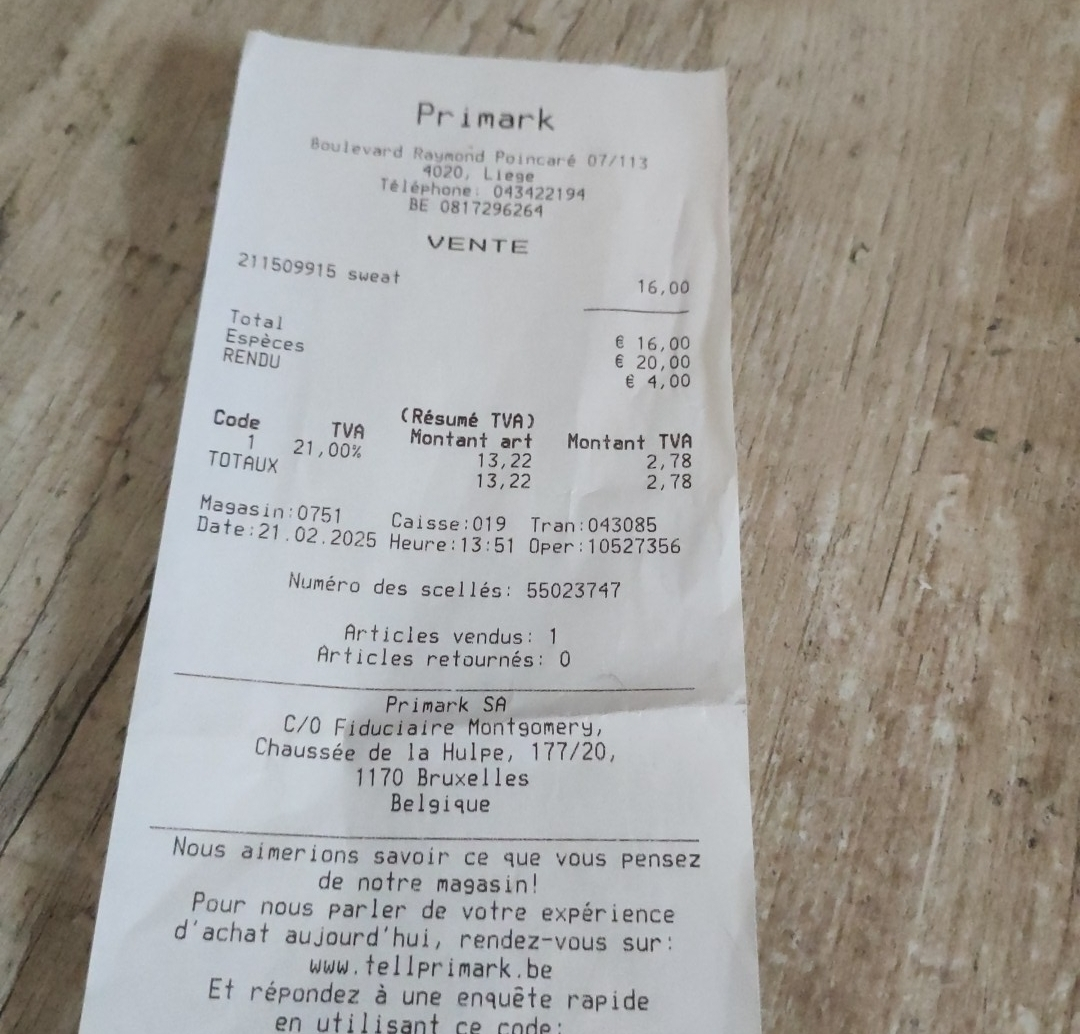 Primark
Boulevard Raymond Poincaré 07/113
4020, Liege
Téléphone: 043422194
BE 0817296264
VENTE
211509915 sweat 16,00
Total € 16,00
Espèces € 20,00
RENDU € 4,00
(Résumé TVA)
Code TVA Montant art Montant TVA
1 21,00% 13,22 2,78
TOTAUX 13,22 2,78
Magasin:0751 Caisse:019 Tran:043085
Date:21.02.2025 Heure:13:51 Oper:10527356
Numéro des scellés: 55023747
Articles vendus: 1
Articles retournés: 0
Primark SA
C/O Fiduciaire Montgomery,
Chaussée de la Hulpe, 177/20,
1170 Bruxelles
Belgique
Nous aimerions savoir ce que vous pensez
de notre magasin!
Pour nous parler de votre expérience
d'achat aujourd'hui, rendez-vous sur:
www.tellprimark.be
Et répondez à une enquête rapide
en utilisant ce code: